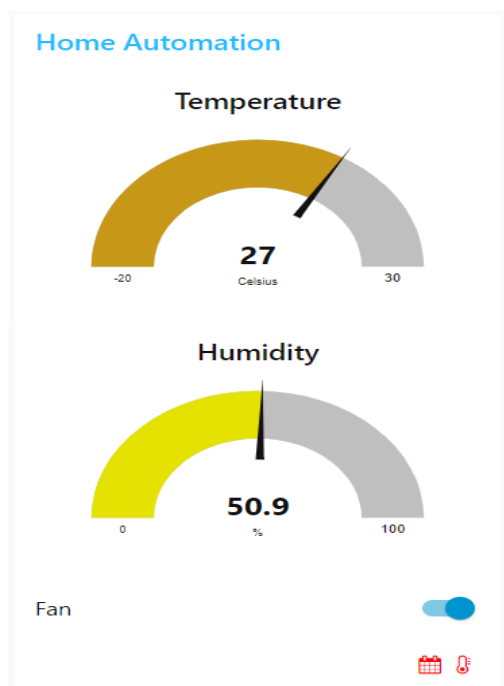 Home Automation
Temperature
27
-20
Celsius
30
Humidity
50.9
0
%
100
Fan